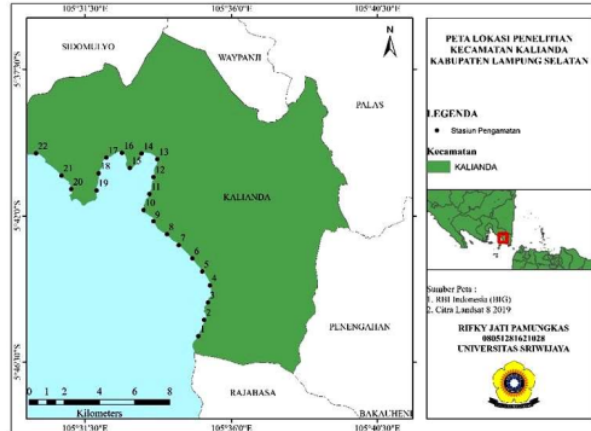 105°31'30"E
105°36'0"E
105°40'30"E
SIDOMULYO
WAYPANJI
N
PALAS
5°37'30"S
5°42'0"S
5°46'30"S
22
21
20
19
18
17
16
15
14
13
12
11
10
9
8
7
6
5
4
3
2
1
KALIANDA
PENENGAHAN
RAJABASA
BAKAUHENI
0 2 4 6 8
Kilometers
105°31'30"E
105°36'0"E
105°40'30"E
PETA LOKASI PENELITIAN
KECAMATAN KALIANDA
KABUPATEN LAMPUNG SELATAN
LEGENDA
Stasiun Pengamatan
Kecamatan
KALIANDA
Sumber Peta :
1. RBI Indonesia (BIG)
2. Citra Landsat 8 2019
RIFKY JATI PAMUNGKAS
08051281621028
UNIVERSITAS SRIWIJAYA